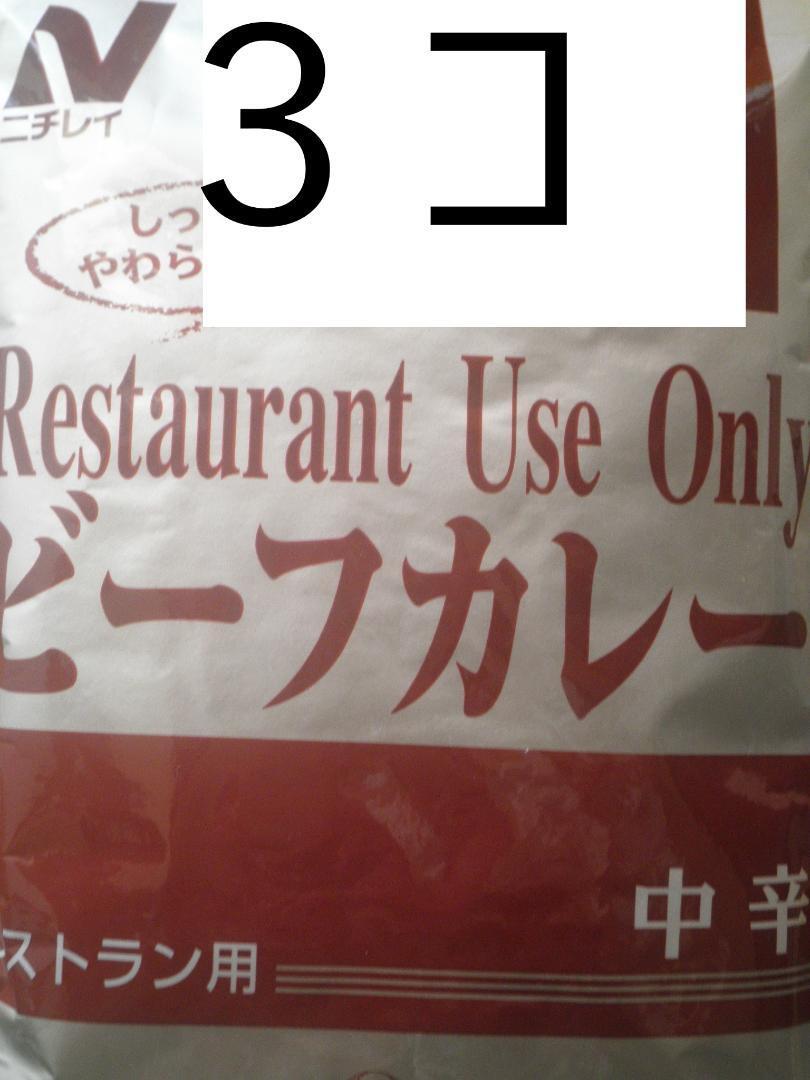 ニチレイ
3コ
しっ
やわら
Restaurant Use Only
ビーフカレー
中辛
ストラン用